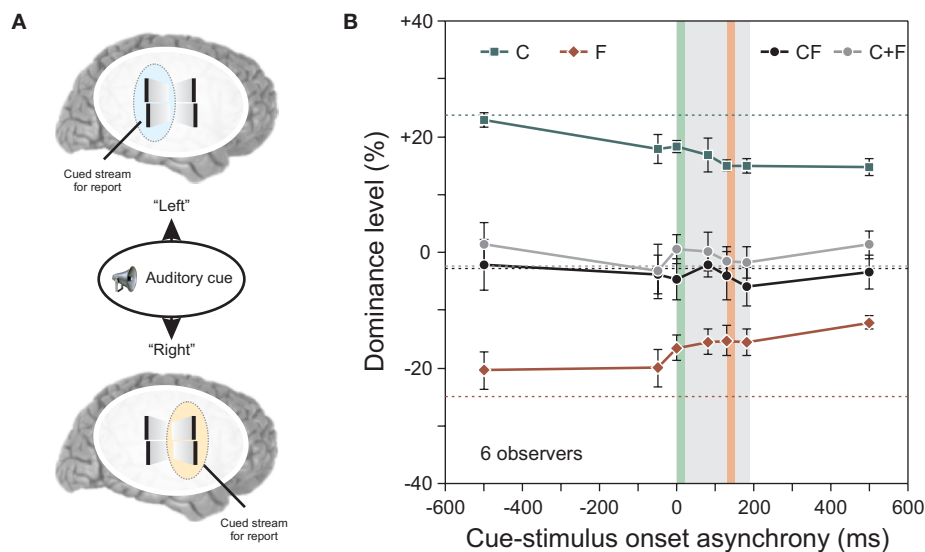 A
Cued stream
for report
“Left”
Auditory cue
“Right”
Cued stream
for report
B
+40
+20
0
-20
-40
Dominance level (%)
C
F
CF
C+F
6 observers
-600
-400
-200
0
200
400
600
Cue-stimulus onset asynchrony (ms)